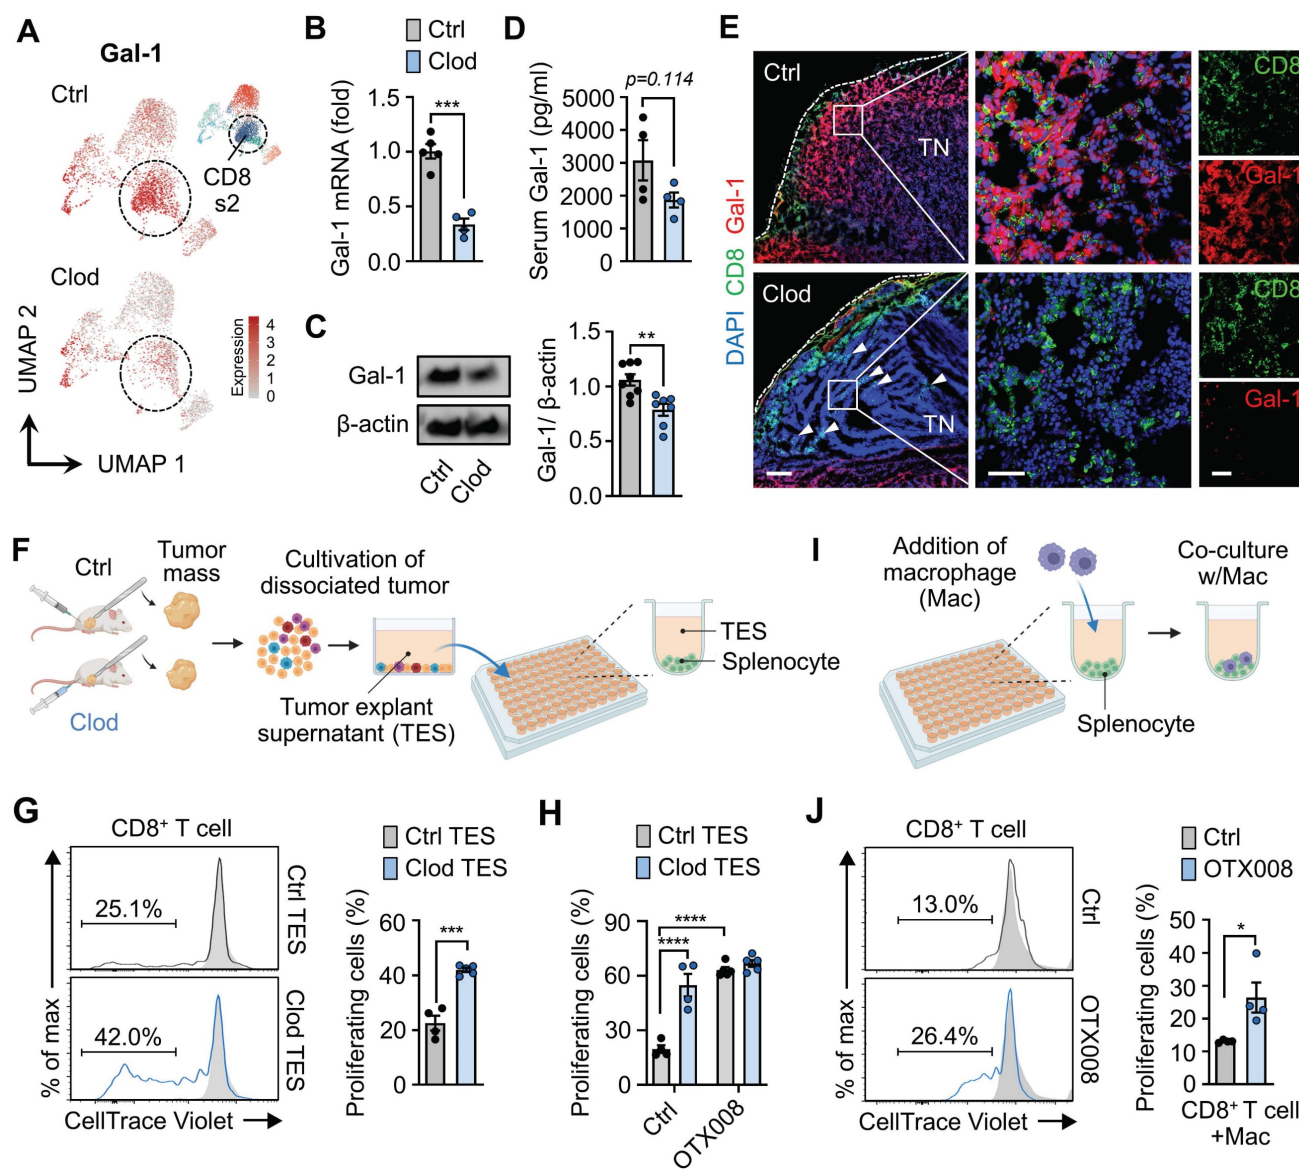 A
Gal-1
Ctrl
CD8
s2
Clod
Expression
4
3
2
1
0
UMAP 2
UMAP 1
B
Ctrl
Clod
Gal-1 mRNA (fold)
1.5
1.0
0.5
0.0
***
C
Gal-1
β-actin
Ctrl
Clod
Gal-1/ β-actin
1.5
1.0
0.5
0.0
**
D
p=0.114
Serum Gal-1 (pg/ml)
5000
4000
3000
2000
1000
0
E
DAPI CD8 Gal-1
Ctrl
TN
CD8
Gal-1
Clod
TN
CD8
Gal-1
F
Ctrl
Tumor
mass
Clod
Cultivation of
dissociated tumor
Tumor explant
supernatant (TES)
TES
Splenocyte
I
Addition of
macrophage
(Mac)
Co-culture
w/Mac
Splenocyte
G
CD8⁺ T cell
25.1%
Ctrl TES
42.0%
Clod TES
% of max
CellTrace Violet
Ctrl TES
Clod TES
Proliferating cells (%)
60
40
20
0
***
H
Ctrl TES
Clod TES
Proliferating cells (%)
90
60
30
0
****
****
Ctrl
OTX008
J
CD8⁺ T cell
13.0%
Ctrl
26.4%
OTX008
% of max
CellTrace Violet
Ctrl
OTX008
Proliferating cells (%)
50
40
30
20
10
0
*
CD8⁺ T cell
+Mac